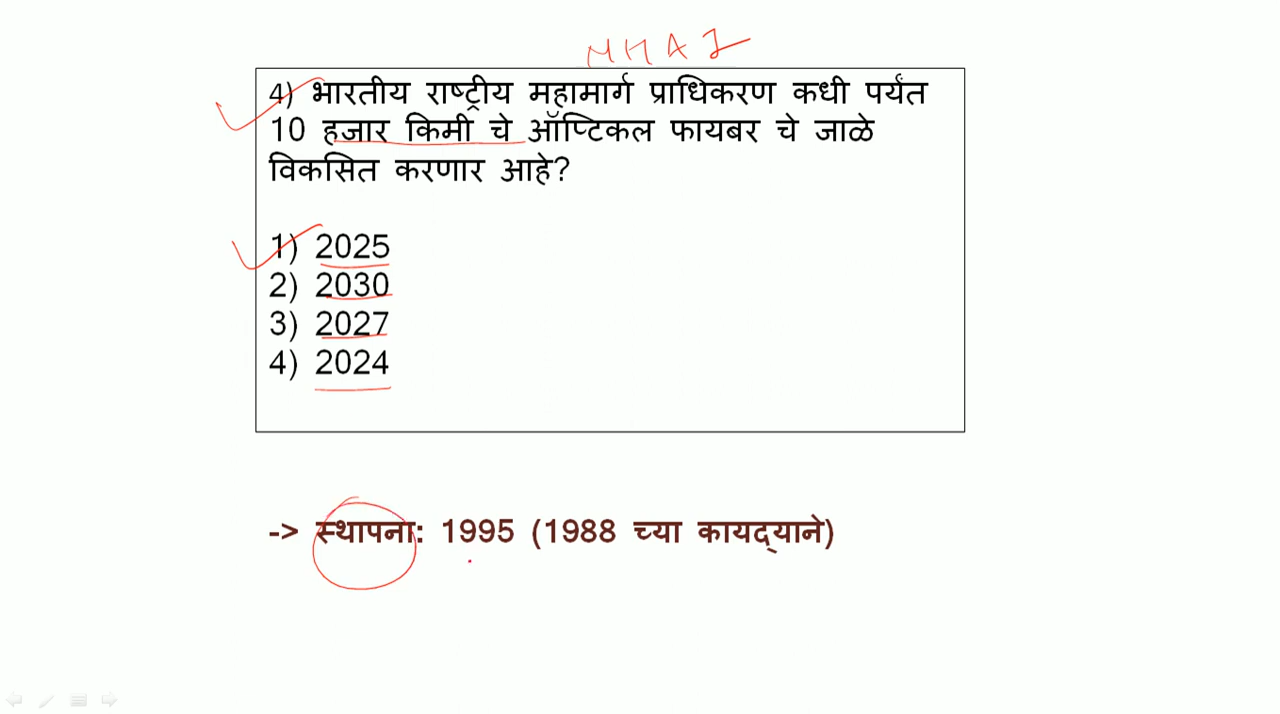 NHAI
4) भारतीय राष्ट्रीय महामार्ग प्राधिकरण कधी पर्यंत
10 हजार किमी चे ऑप्टिकल फायबर चे जाळे
विकसित करणार आहे?
1) 2025
2) 2030
3) 2027
4) 2024
-> स्थापना: 1995 (1988 च्या कायद्याने)